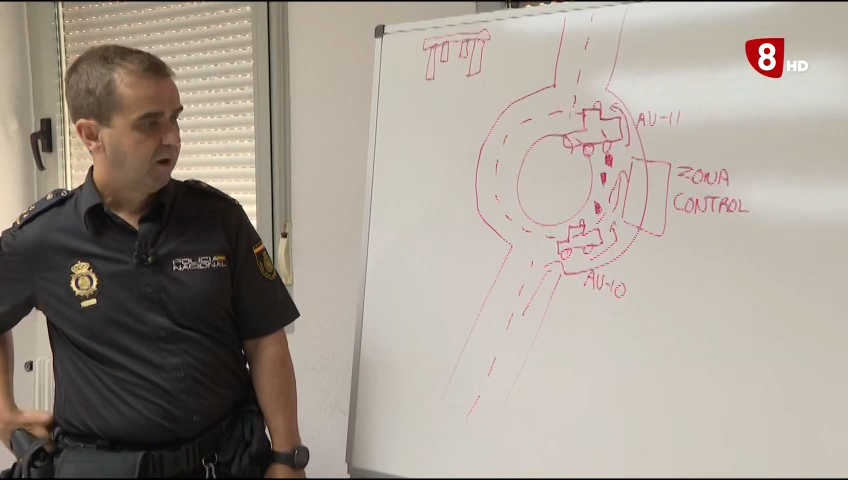 8 HD
AU-11
ZONA
CONTROL
POLICIA
NACIONAL
AU-10